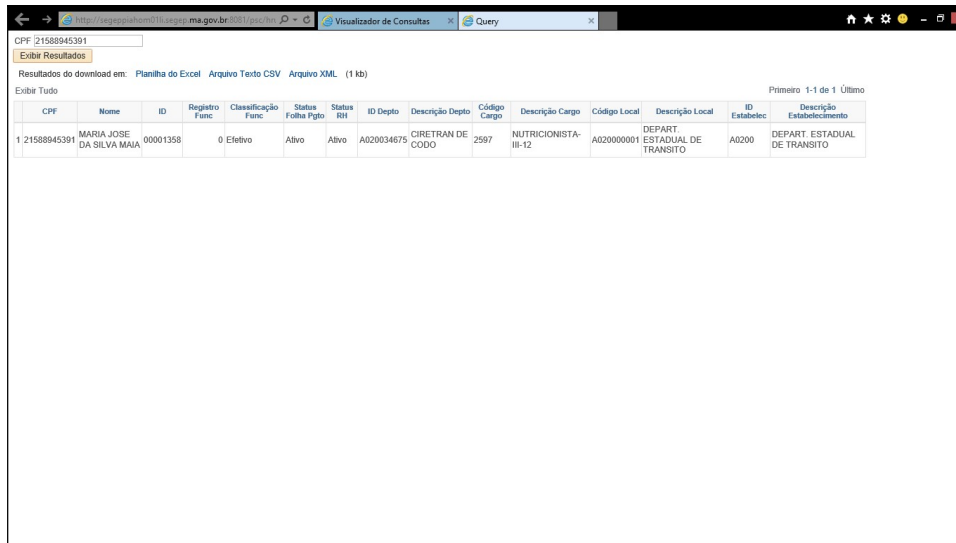 http://segeppiahom01k.segep.ma.gov.br:8081/psc/hn
Visualizador de Consultas
Query
CPF 21588945391
Exibir Resultados
Resultados do download em: Planilha do Excel Arquivo Texto CSV Arquivo XML (1 kb)
Exibir Tudo Primeiro 1-1 de 1 Último
CPF Nome ID Registro Func Classificação Func Status Folha Pgto Status RH ID Depto Descrição Depto Código Cargo Descrição Cargo Código Local Descrição Local ID Estabelec Descrição Estabelecimento
1 21588945391 MARIA JOSE DA SILVA MAIA 00001358 0 Efetivo Ativo Ativo A020034675 CIRETRAN DE CODO 2597 NUTRICIONISTA-III-12 A020000001 DEPART. ESTADUAL DE TRANSITO A0200 DEPART. ESTADUAL DE TRANSITO